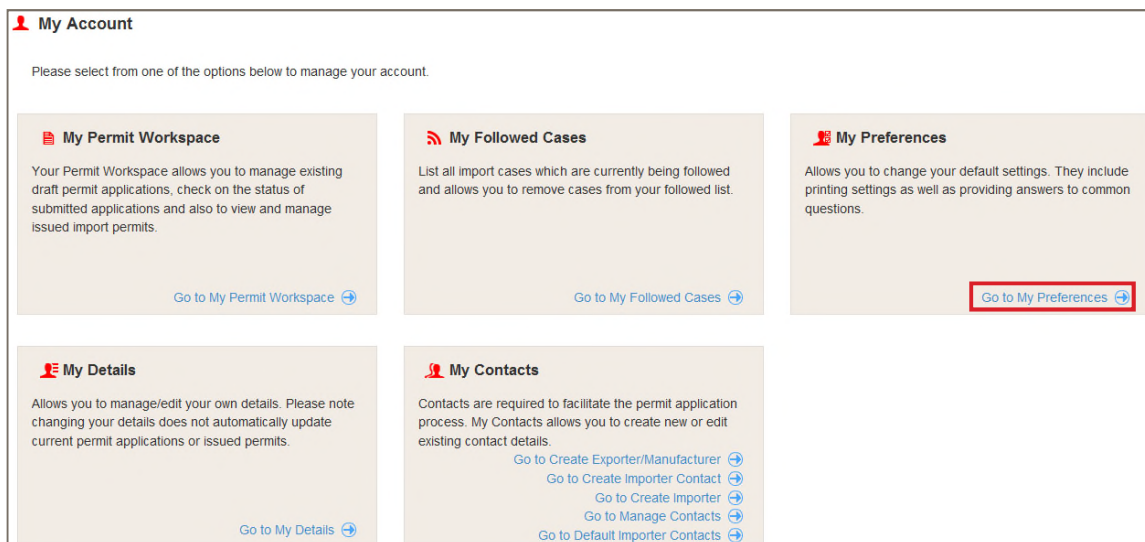 My Account
Please select from one of the options below to manage your account.
My Permit Workspace
Your Permit Workspace allows you to manage existing
draft permit applications, check on the status of
submitted applications and also to view and manage
issued import permits.
Go to My Permit Workspace
My Followed Cases
List all import cases which are currently being followed
and allows you to remove cases from your followed list.
Go to My Followed Cases
My Preferences
Allows you to change your default settings. They include
printing settings as well as providing answers to common
questions.
Go to My Preferences
My Details
Allows you to manage/edit your own details. Please note
changing your details does not automatically update
current permit applications or issued permits.
Go to My Details
My Contacts
Contacts are required to facilitate the permit application
process. My Contacts allows you to create new or edit
existing contact details.
Go to Create Exporter/Manufacturer
Go to Create Importer Contact
Go to Create Importer
Go to Manage Contacts
Go to Default Importer Contacts